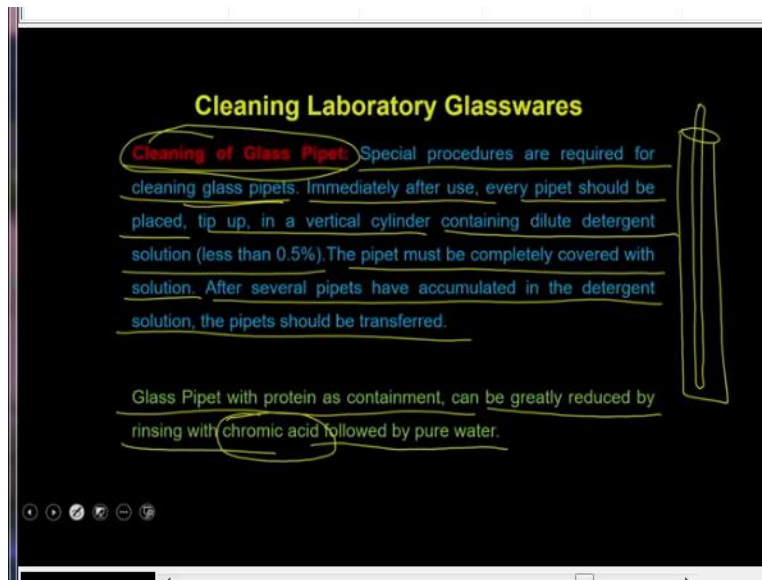 Cleaning Laboratory Glasswares
Cleaning of Glass Pipet: Special procedures are required for
cleaning glass pipets. Immediately after use, every pipet should be
placed, tip up, in a vertical cylinder containing dilute detergent
solution (less than 0.5%).The pipet must be completely covered with
solution. After several pipets have accumulated in the detergent
solution, the pipets should be transferred.
Glass Pipet with protein as containment, can be greatly reduced by
rinsing with chromic acid followed by pure water.